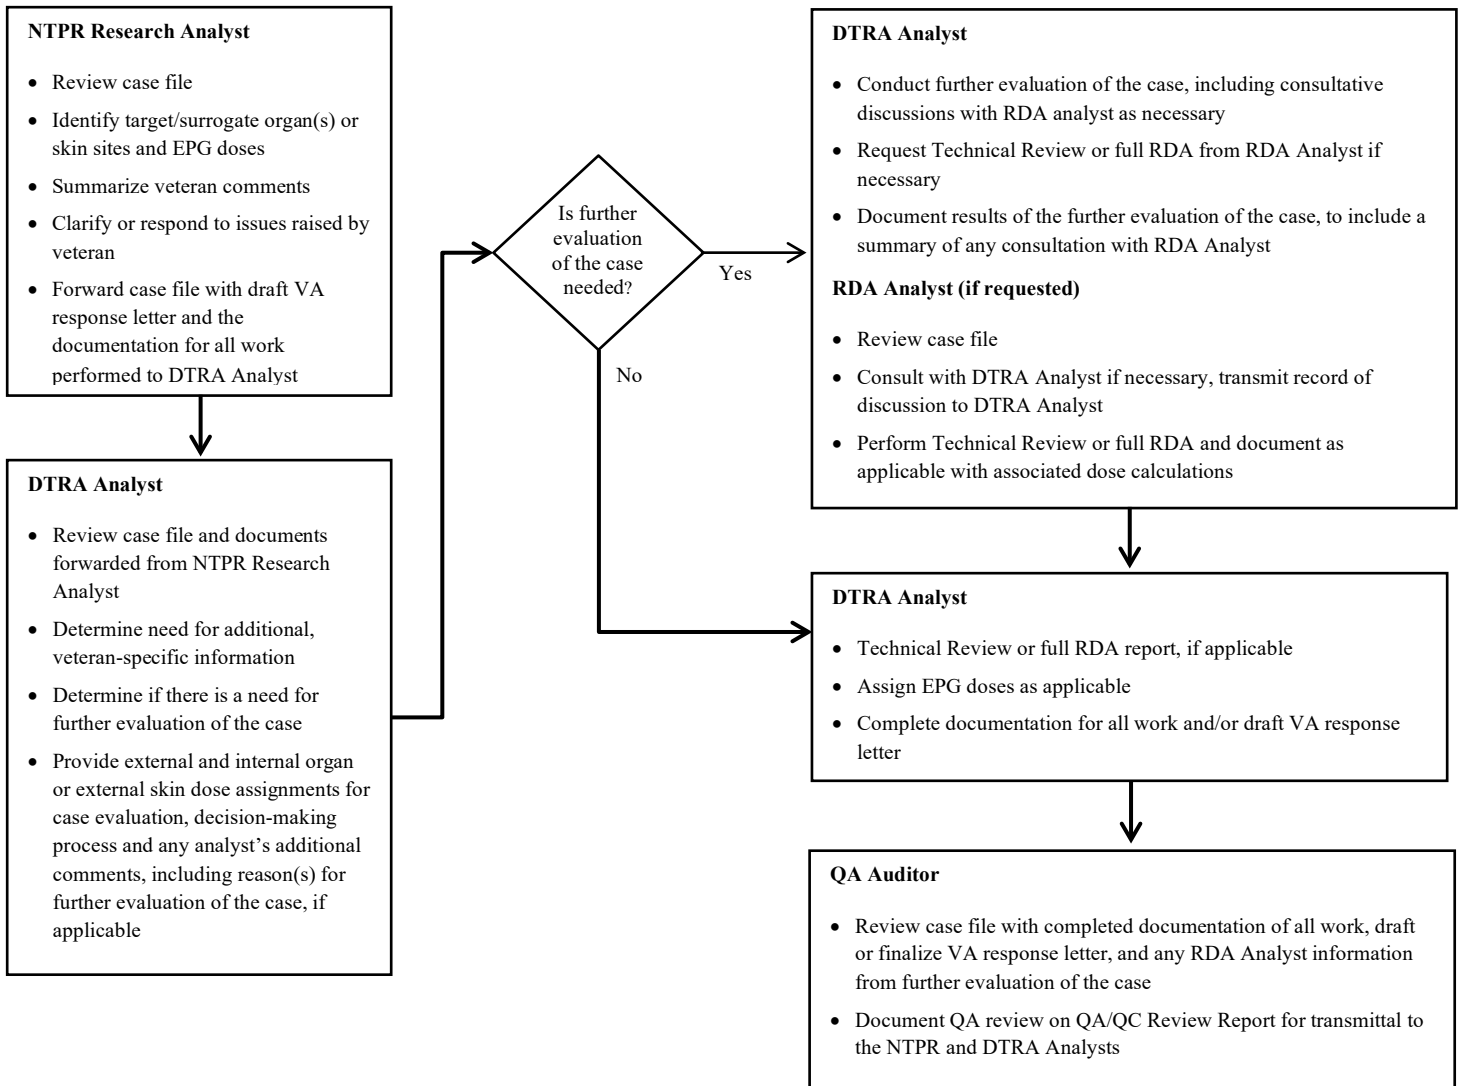 NTPR Research Analyst
• Review case file
• Identify target/surrogate organ(s) or
skin sites and EPG doses
• Summarize veteran comments
• Clarify or respond to issues raised by
veteran
• Forward case file with draft VA
response letter and the
documentation for all work
performed to DTRA Analyst
DTRA Analyst
• Review case file and documents
forwarded from NTPR Research
Analyst
• Determine need for additional,
veteran-specific information
• Determine if there is a need for
further evaluation of the case
• Provide external and internal organ
or external skin dose assignments for
case evaluation, decision-making
process and any analyst’s additional
comments, including reason(s) for
further evaluation of the case, if
applicable
Is further
evaluation
of the case
needed?
Yes
No
DTRA Analyst
• Conduct further evaluation of the case, including consultative
discussions with RDA analyst as necessary
• Request Technical Review or full RDA from RDA Analyst if
necessary
• Document results of the further evaluation of the case, to include a
summary of any consultation with RDA Analyst
RDA Analyst (if requested)
• Review case file
• Consult with DTRA Analyst if necessary, transmit record of
discussion to DTRA Analyst
• Perform Technical Review or full RDA and document as
applicable with associated dose calculations
DTRA Analyst
• Technical Review or full RDA report, if applicable
• Assign EPG doses as applicable
• Complete documentation for all work and/or draft VA response
letter
QA Auditor
• Review case file with completed documentation of all work, draft
or finalize VA response letter, and any RDA Analyst information
from further evaluation of the case
• Document QA review on QA/QC Review Report for transmittal to
the NTPR and DTRA Analysts